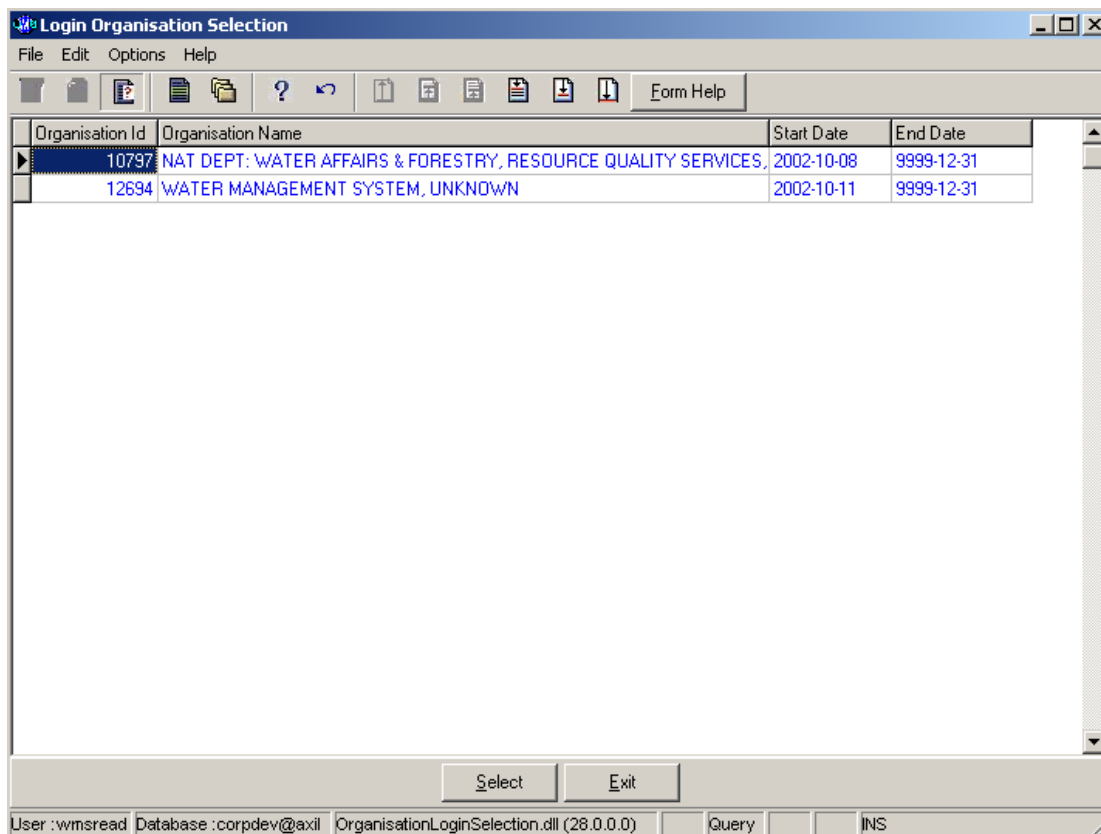 Login Organisation Selection
File Edit Options Help
Form Help
Organisation Id Organisation Name Start Date End Date
10797 NAT DEPT: WATER AFFAIRS & FORESTRY, RESOURCE QUALITY SERVICES, 2002-10-08 9999-12-31
12694 WATER MANAGEMENT SYSTEM, UNKNOWN 2002-10-11 9999-12-31
Select Exit
User :wmsread Database :corpdev@axil OrganisationLoginSelection.dll (28.0.0.0) Query INS